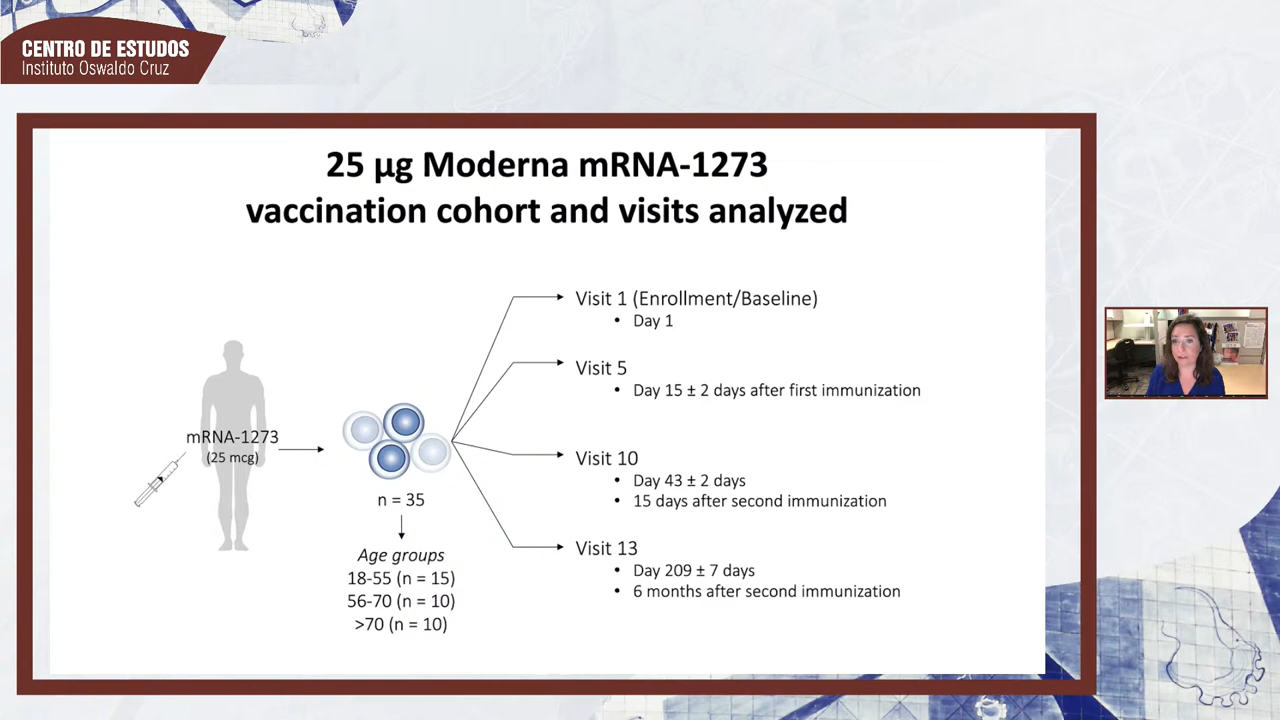 CENTRO DE ESTUDOS
Instituto Oswaldo Cruz
25 µg Moderna mRNA-1273
vaccination cohort and visits analyzed
mRNA-1273
(25 mcg)
n = 35
Age groups
18-55 (n = 15)
56-70 (n = 10)
>70 (n = 10)
Visit 1 (Enrollment/Baseline)
• Day 1
Visit 5
• Day 15 ± 2 days after first immunization
Visit 10
• Day 43 ± 2 days
• 15 days after second immunization
Visit 13
• Day 209 ± 7 days
• 6 months after second immunization